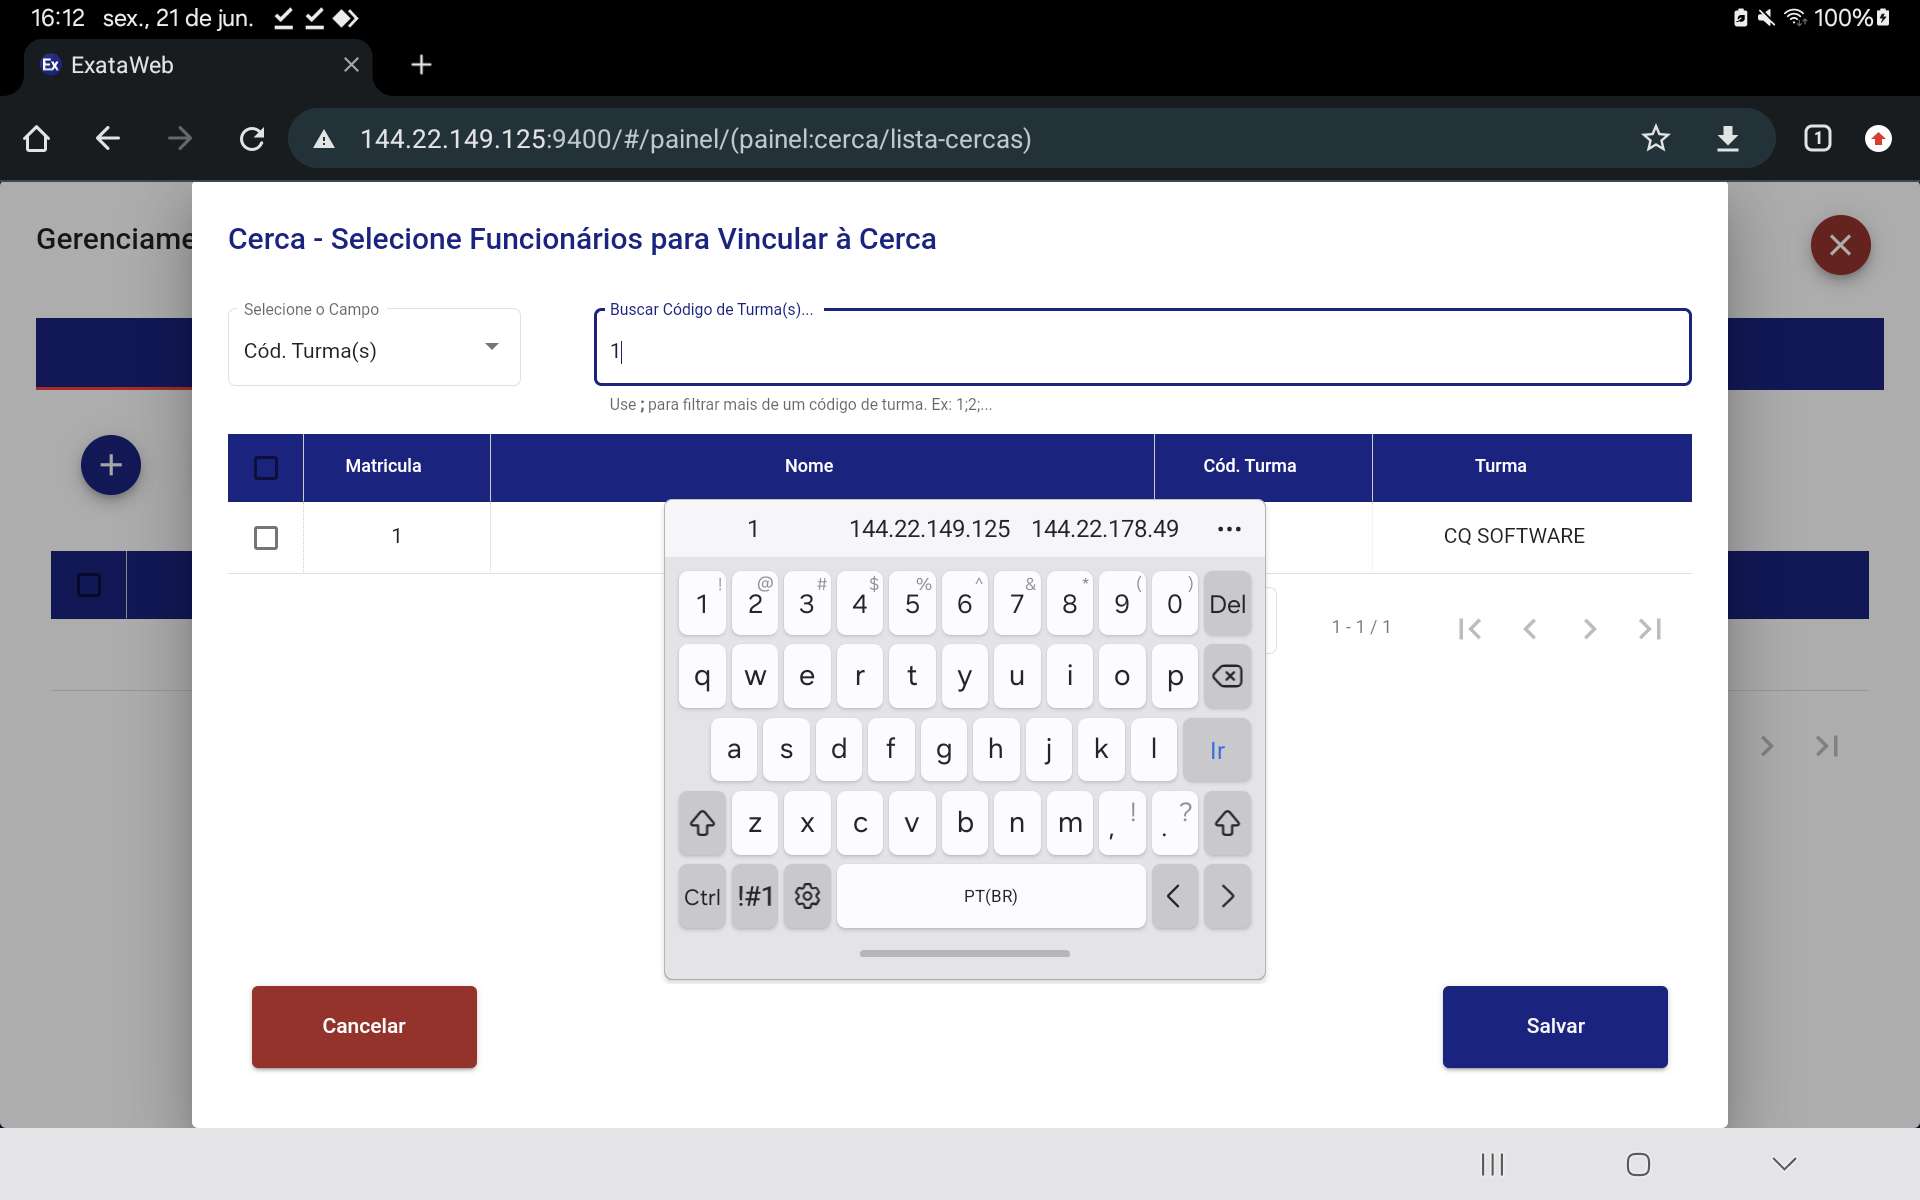 16:12 sex., 21 de jun. 100%
Ex ExataWeb
144.22.149.125:9400/#/painel/(painel:cerca/lista-cercas) 1
Gerenciame
Cerca - Selecione Funcionários para Vincular à Cerca
Selecione o Campo
Cód. Turma(s)
Buscar Código de Turma(s)...
1
Use ; para filtrar mais de um código de turma. Ex: 1;2;...
Matricula Nome Cód. Turma Turma
1 CQ SOFTWARE
1 - 1 / 1
1 144.22.149.125 144.22.178.49 ...
! @ # $ % ^ & * ( )
1 2 3 4 5 6 7 8 9 0 Del
q w e r t y u i o p
a s d f g h j k l Ir
z x c v b n m , ! . ?
Ctrl !#1 PT(BR)
Cancelar Salvar